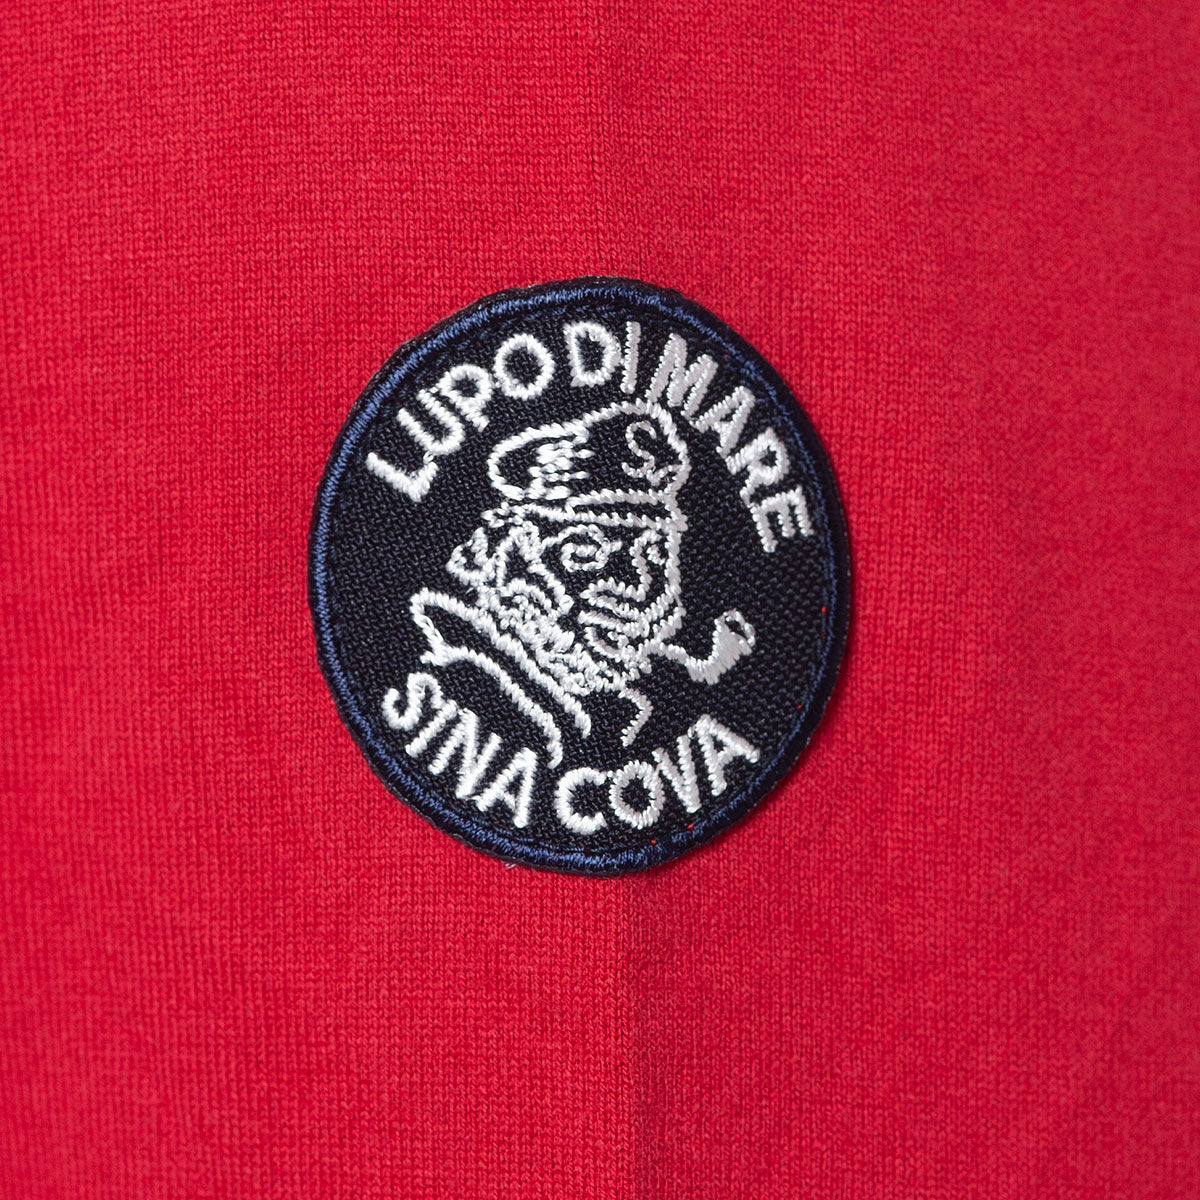 LUPO DI MARE
S.
SINA COVA